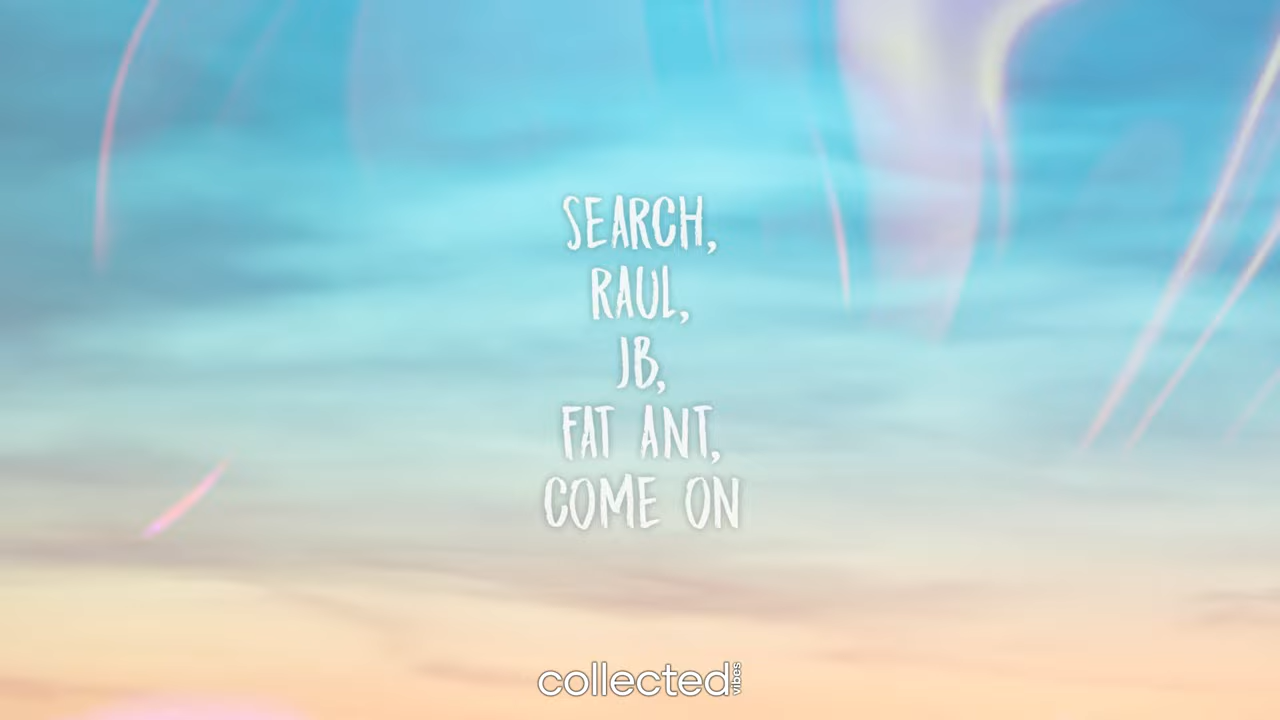 SEARCH,
RAUL,
JB,
FAT ANT,
COME ON
collected vibes